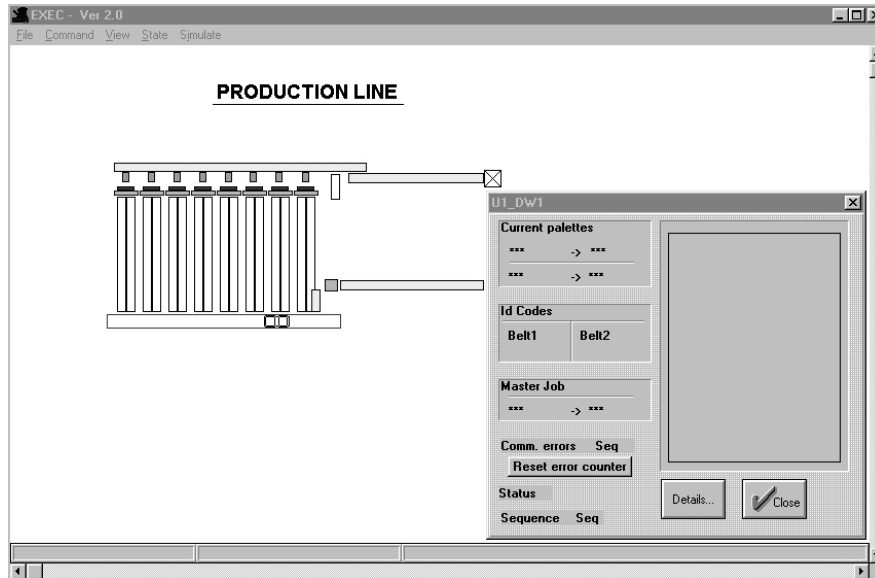 EXEC - Ver 2.0
File Command View State Simulate
PRODUCTION LINE
U1_DW1
Current palettes
*** -> ***
*** -> ***
Id Codes
Belt1 Belt2
Master Job
*** -> ***
Comm. errors Seq
Reset error counter
Status
Sequence Seq
Details...
Close